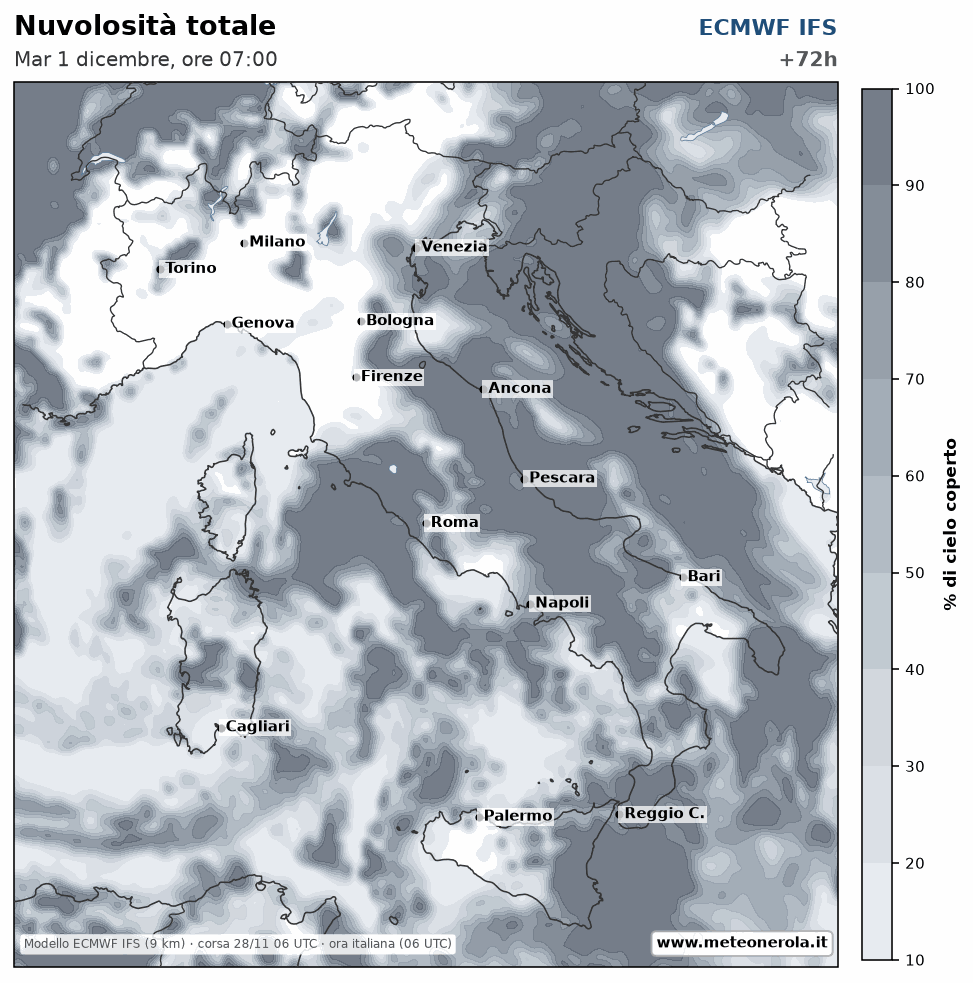 Nuvolosità totale
ECMWF IFS
Mar 1 dicembre, ore 07:00
+72h
100
90
80
70
60
50
40
30
20
10
% di cielo coperto
Venezia
Milano
Torino
Genova
Bologna
Firenze
Ancona
Pescara
Roma
Bari
Napoli
Cagliari
Palermo
Reggio C.
Modello ECMWF IFS (9 km) · corsa 28/11 06 UTC · ora italiana (06 UTC)
www.meteonerola.it